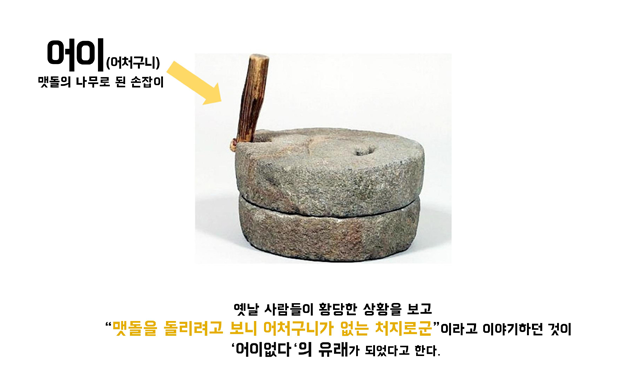 어이(어처구니)
맷돌의 나무로 된 손잡이
옛날 사람들이 황당한 상황을 보고
“맷돌을 돌리려고 보니 어처구니가 없는 처지로군”이라고 이야기하던 것이
‘어이없다‘의 유래가 되었다고 한다.